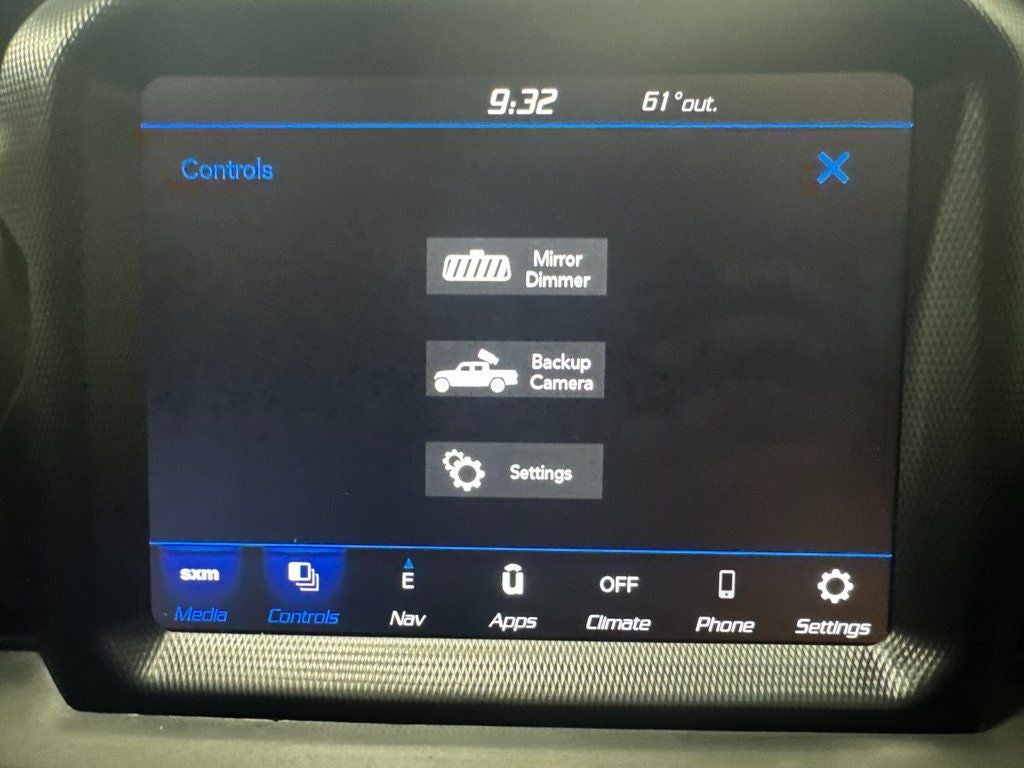 9:32 61°out.
Controls
Mirror
Dimmer
Backup
Camera
Settings
sxm E ū OFF
Media Controls Nav Apps Climate Phone Settings